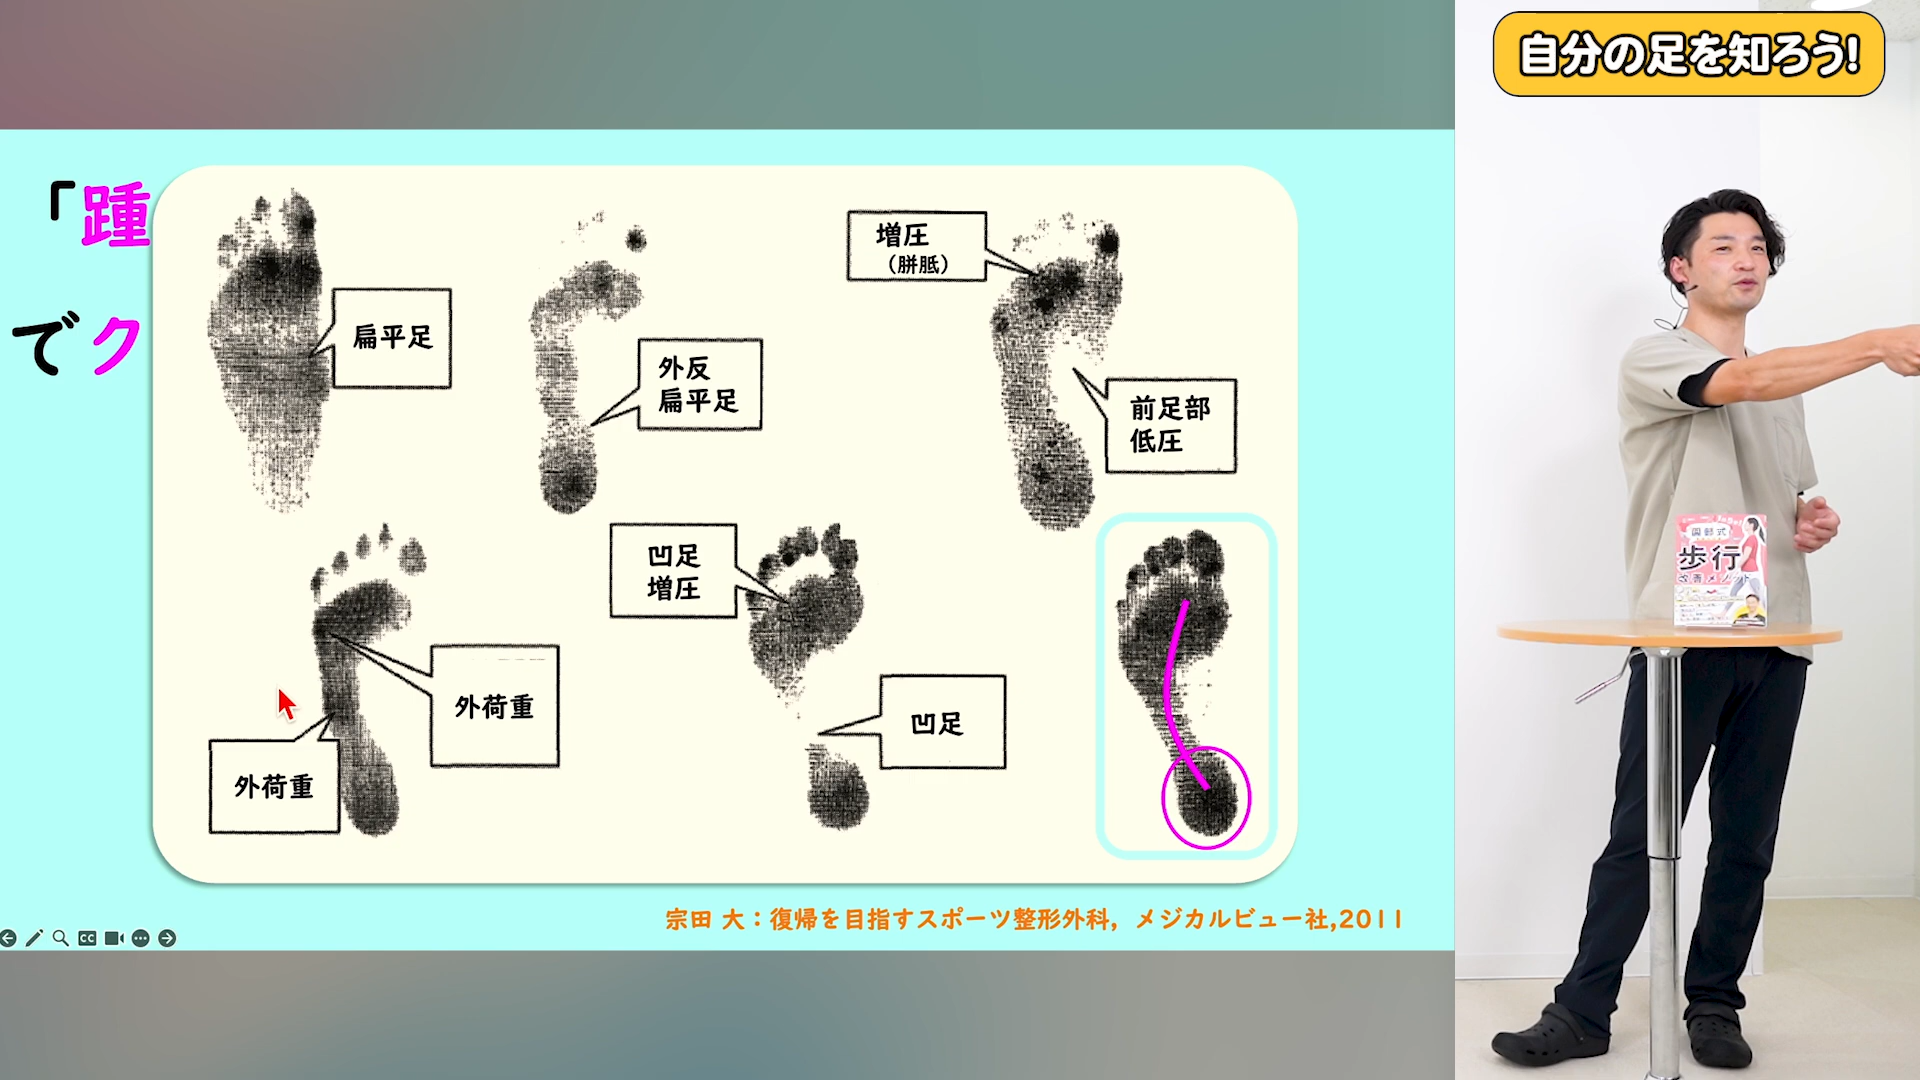 自分の足を知ろう!
「踵
でク
扁平足
外反
扁平足
増圧
（胼胝）
前足部
低圧
外荷重
外荷重
凹足
増圧
凹足
宗田 大：復帰を目指すスポーツ整形外科，メジカルビュー社,2011
CC
歩行